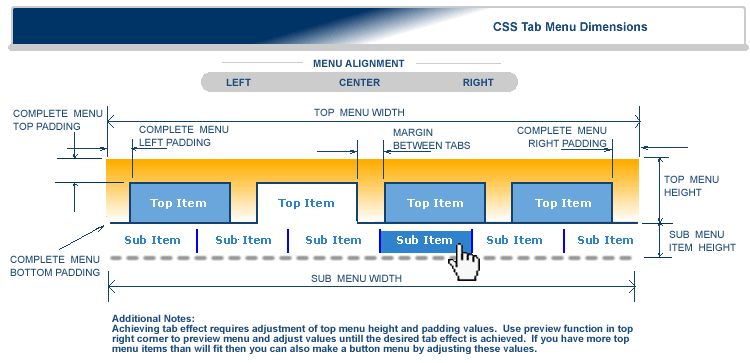 CSS Tab Menu Dimensions
MENU ALIGNMENT
LEFT CENTER RIGHT
TOP MENU WIDTH
COMPLETE MENU
TOP PADDING
COMPLETE MENU
LEFT PADDING
MARGIN
BETWEEN TABS
COMPLETE MENU
RIGHT PADDING
TOP MENU
HEIGHT
Top Item Top Item Top Item Top Item
Sub Item Sub Item Sub Item Sub Item Sub Item Sub Item
SUB MENU
ITEM HEIGHT
COMPLETE MENU
BOTTOM PADDING
SUB MENU WIDTH
Additional Notes:
Achieving tab effect requires adjustment of top menu height and padding values. Use preview function in top
right corner to preview menu and adjust values untill the desired tab effect is achieved. If you have more top
menu items than will fit then you can also make a button menu by adjusting these values.